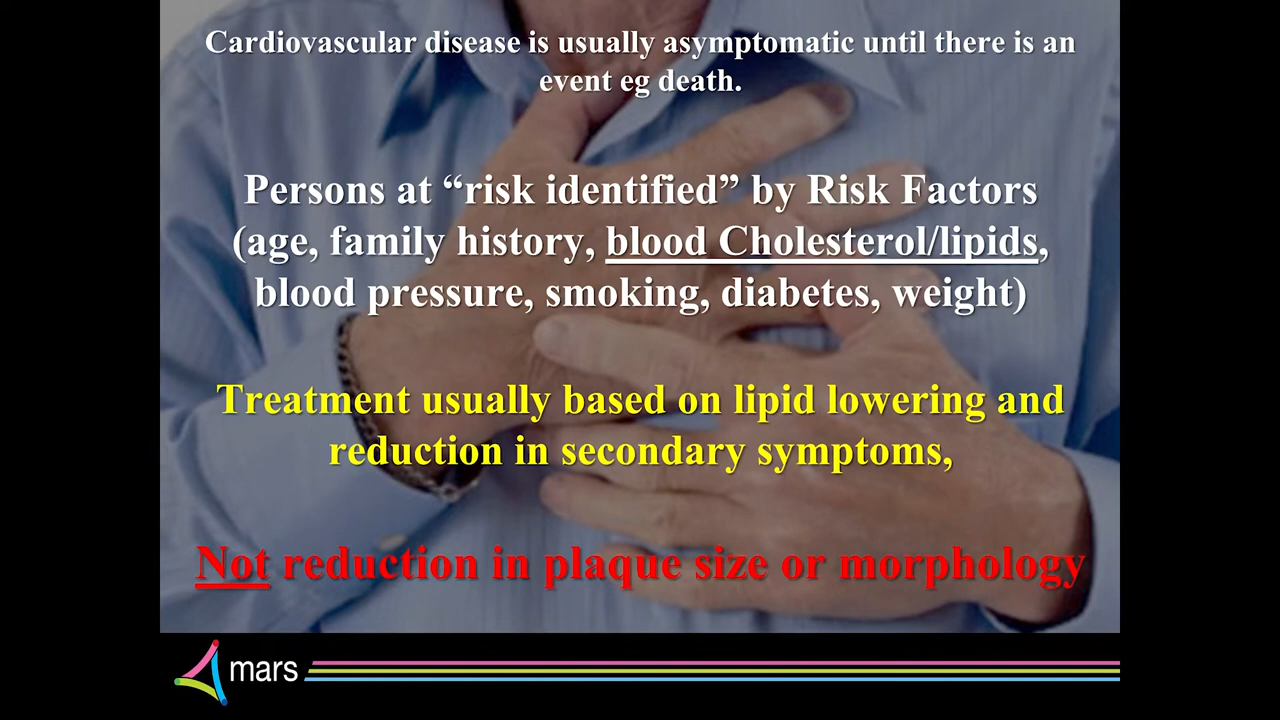 Cardiovascular disease is usually asymptomatic until there is an
event eg death.
Persons at “risk identified” by Risk Factors
(age, family history, blood Cholesterol/lipids,
blood pressure, smoking, diabetes, weight)
Treatment usually based on lipid lowering and
reduction in secondary symptoms,
Not reduction in plaque size or morphology
mars